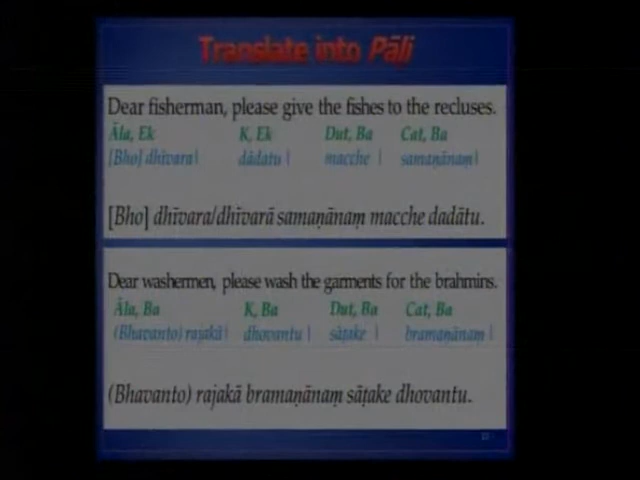 Translate into Pāḷi
Dear fisherman, please give the fishes to the recluses.
Āla, Ek K, Ek Dut, Ba Cat, Ba
[Bho] dhīvara| dādatu | macche | samaṇānaṃ|
[Bho] dhīvara/dhīvarā samaṇānaṃ macche dadātu.
Dear washermen, please wash the garments for the brahmins.
Āla, Ba K, Ba Dut, Ba Cat, Ba
(Bhavanto) rajakā| dhovantu | sāṭake | bramaṇānaṃ |
(Bhavanto) rajakā bramaṇānaṃ sāṭake dhovantu.